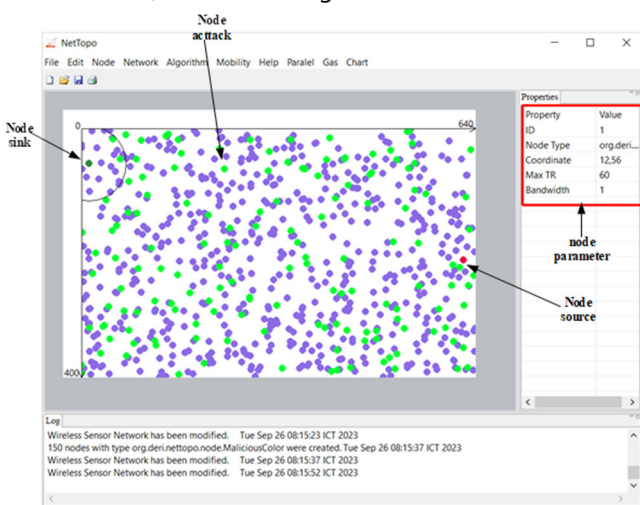 Node
acttack
NetTopo
File Edit Node Network Algorithm Mobility Help Paralel Gas Chart
Properties
Property Value
ID 1
Node Type org.deri....
Coordinate 12,56
Max TR 60
Bandwidth 1
0
640
Node
sink
node
parameter
Node
source
400
Log
Wireless Sensor Network has been modified. Tue Sep 26 08:15:23 ICT 2023
150 nodes with type org.deri.nettopo.node.MaliciousColor were created. Tue Sep 26 08:15:37 ICT 2023
Wireless Sensor Network has been modified. Tue Sep 26 08:15:37 ICT 2023
Wireless Sensor Network has been modified. Tue Sep 26 08:15:52 ICT 2023